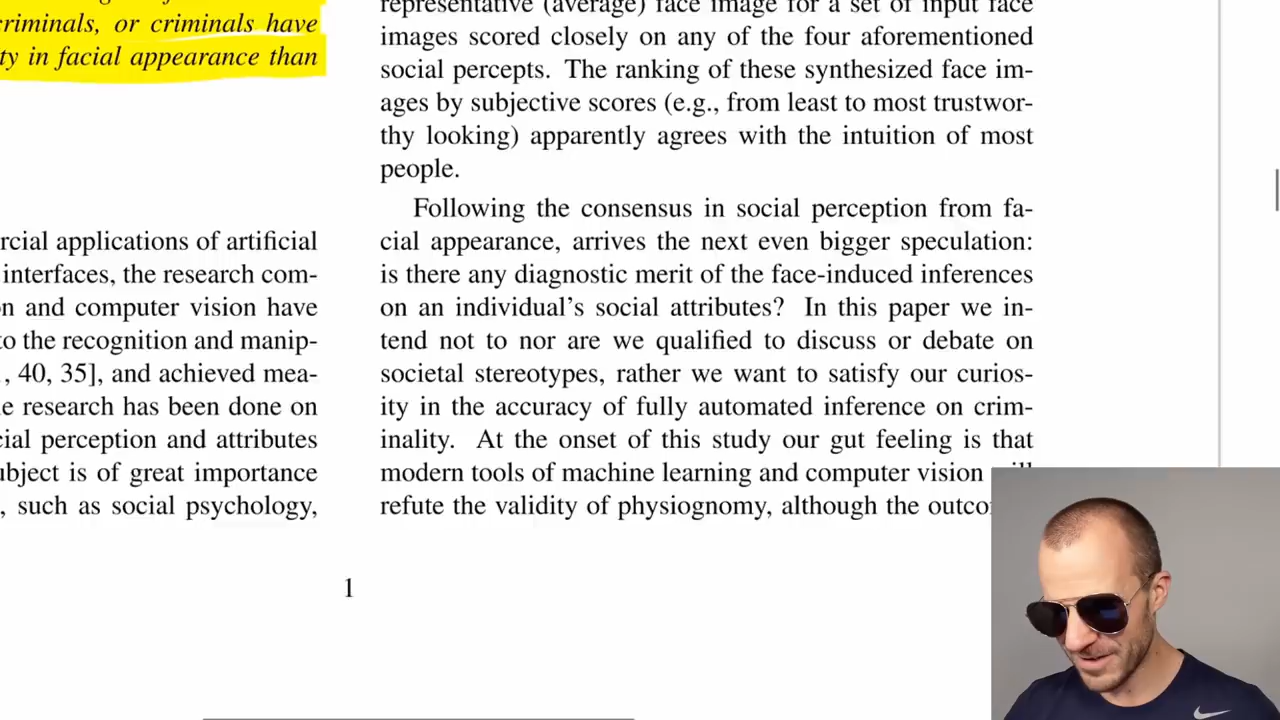 criminals, or criminals have
ty in facial appearance than
rcial applications of artificial
interfaces, the research com-
on and computer vision have
to the recognition and manip-
, 40, 35], and achieved mea-
e research has been done on
cial perception and attributes
ubject is of great importance
, such as social psychology,
representative (average) face image for a set of input face
images scored closely on any of the four aforementioned
social percepts. The ranking of these synthesized face im-
ages by subjective scores (e.g., from least to most trustwor-
thy looking) apparently agrees with the intuition of most
people.
Following the consensus in social perception from fa-
cial appearance, arrives the next even bigger speculation:
is there any diagnostic merit of the face-induced inferences
on an individual's social attributes? In this paper we in-
tend not to nor are we qualified to discuss or debate on
societal stereotypes, rather we want to satisfy our curios-
ity in the accuracy of fully automated inference on crim-
inality. At the onset of this study our gut feeling is that
modern tools of machine learning and computer vision will
refute the validity of physiognomy, although the outco
1